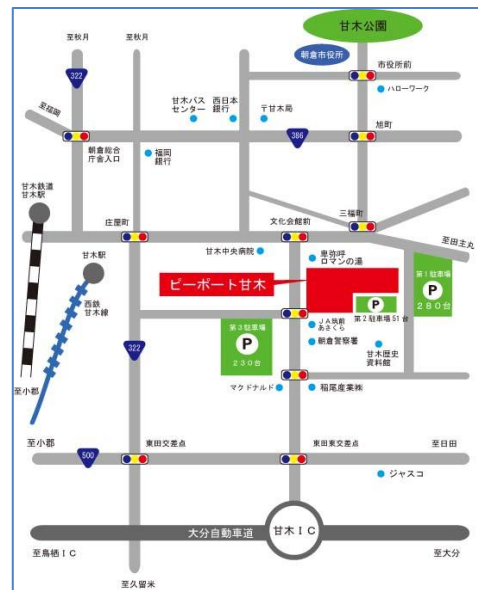 至秋月
至秋月
甘木公園
朝倉市役所
市役所前
322
ハローワーク
甘木バス
センター
西日本
銀行
〒甘木局
至福岡
386
旭町
朝倉総合
庁舎入口
福岡
銀行
甘木鉄道
甘木駅
庄屋町
文化会館前
三福町
至田主丸
甘木中央病院
卑弥呼
ロマンの湯
甘木駅
ピーポート甘木
第1駐車場
P
280台
西鉄
甘木線
P
第2駐車場51台
322
第3駐車場
P
230台
JA筑前
あさくら
朝倉警察署
甘木歴史
資料館
至小郡
マクドナルド
稲尾産業㈱
至小郡
500
東田交差点
東田東交差点
至日田
ジャスコ
大分自動車道
甘木IC
至鳥栖IC
至大分
至久留米